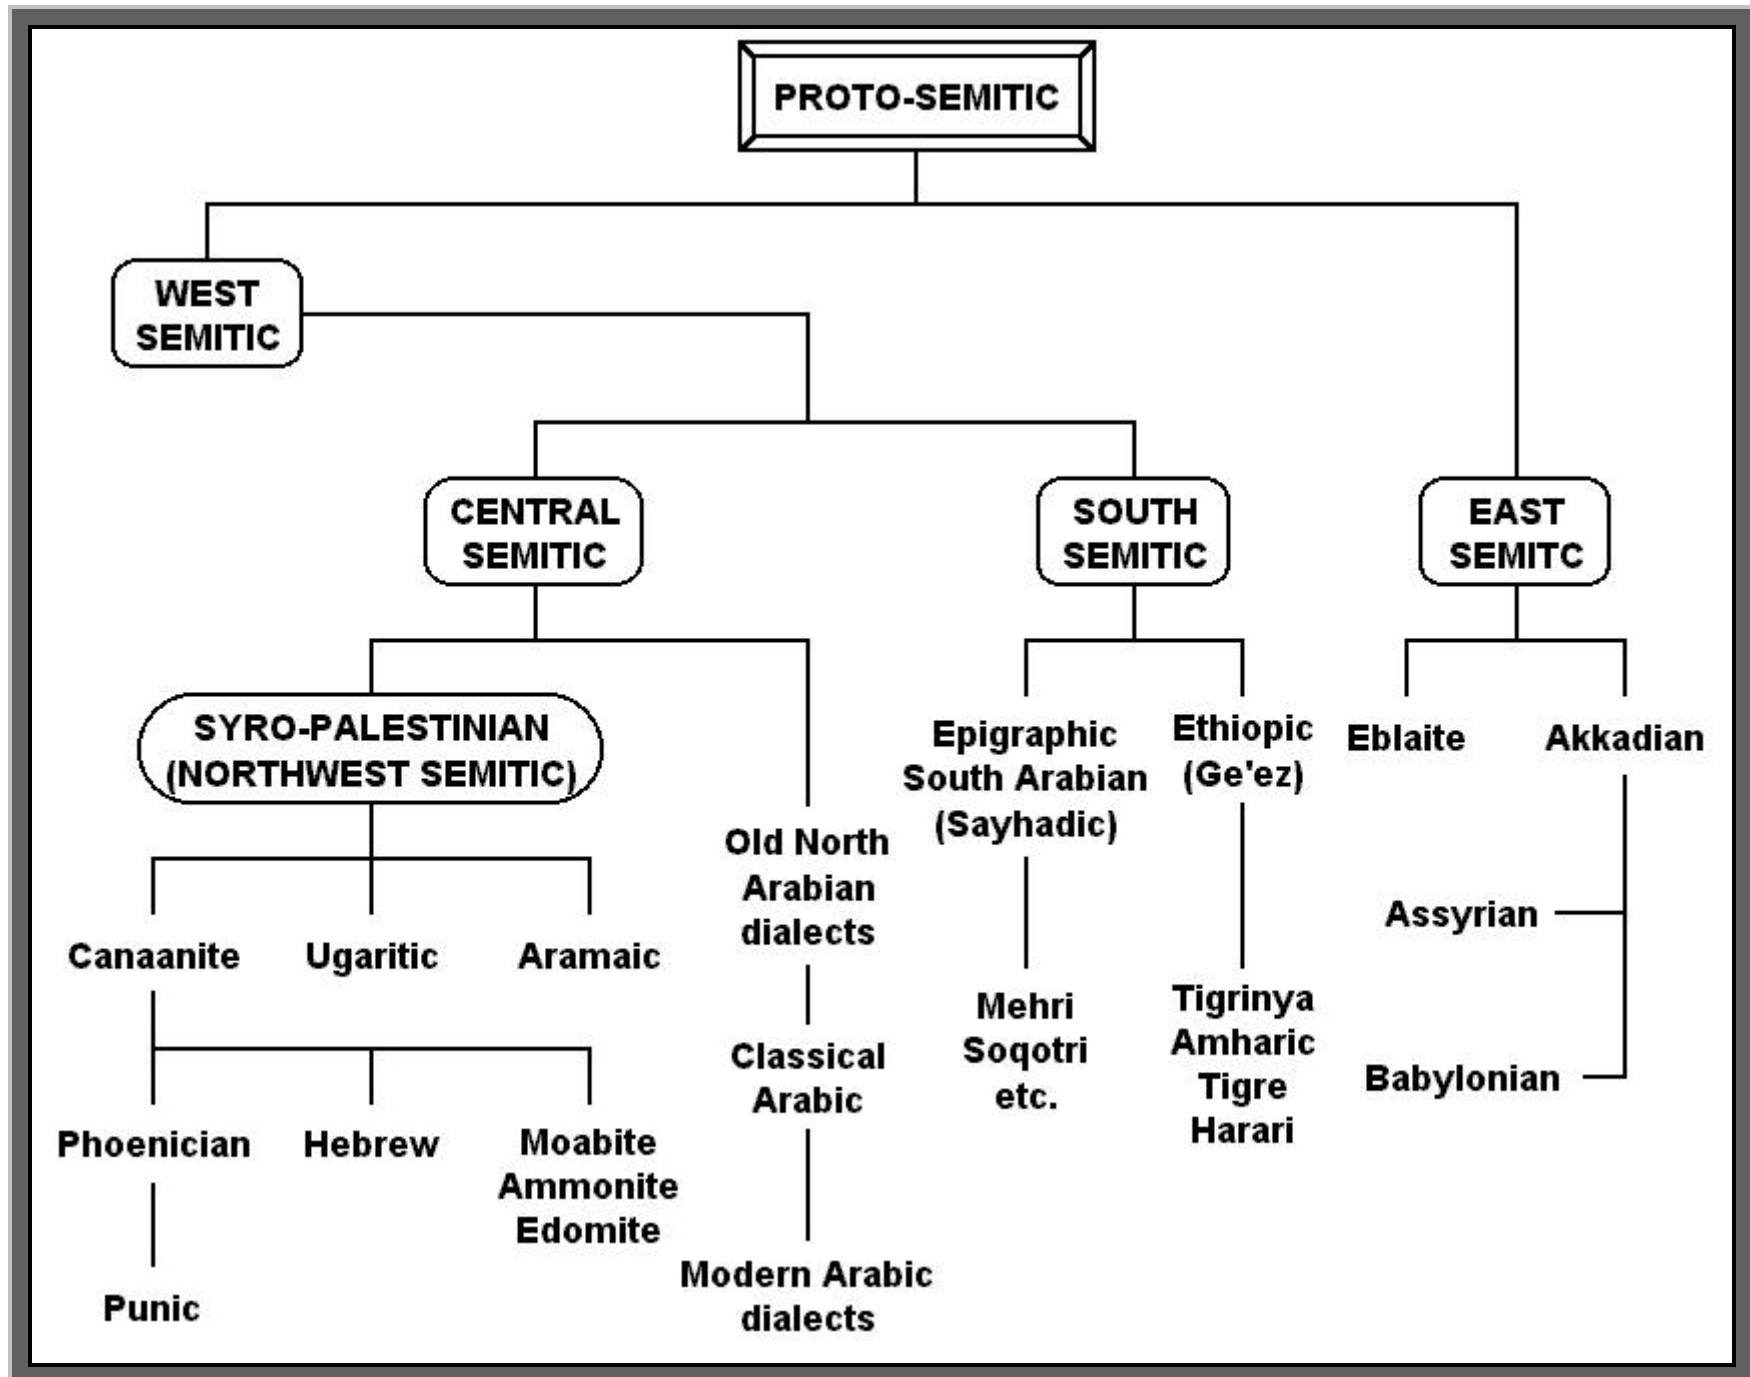 PROTO-SEMITIC
WEST
SEMITIC
CENTRAL
SEMITIC
SOUTH
SEMITIC
EAST
SEMITC
SYRO-PALESTINIAN
(NORTHWEST SEMITIC)
Epigraphic
South Arabian
(Sayhadic)
Ethiopic
(Ge'ez)
Eblaite
Akkadian
Old North
Arabian
dialects
Canaanite
Ugaritic
Aramaic
Assyrian
Mehri
Soqotri
etc.
Tigrinya
Amharic
Tigre
Harari
Classical
Arabic
Babylonian
Phoenician
Hebrew
Moabite
Ammonite
Edomite
Modern Arabic
dialects
Punic